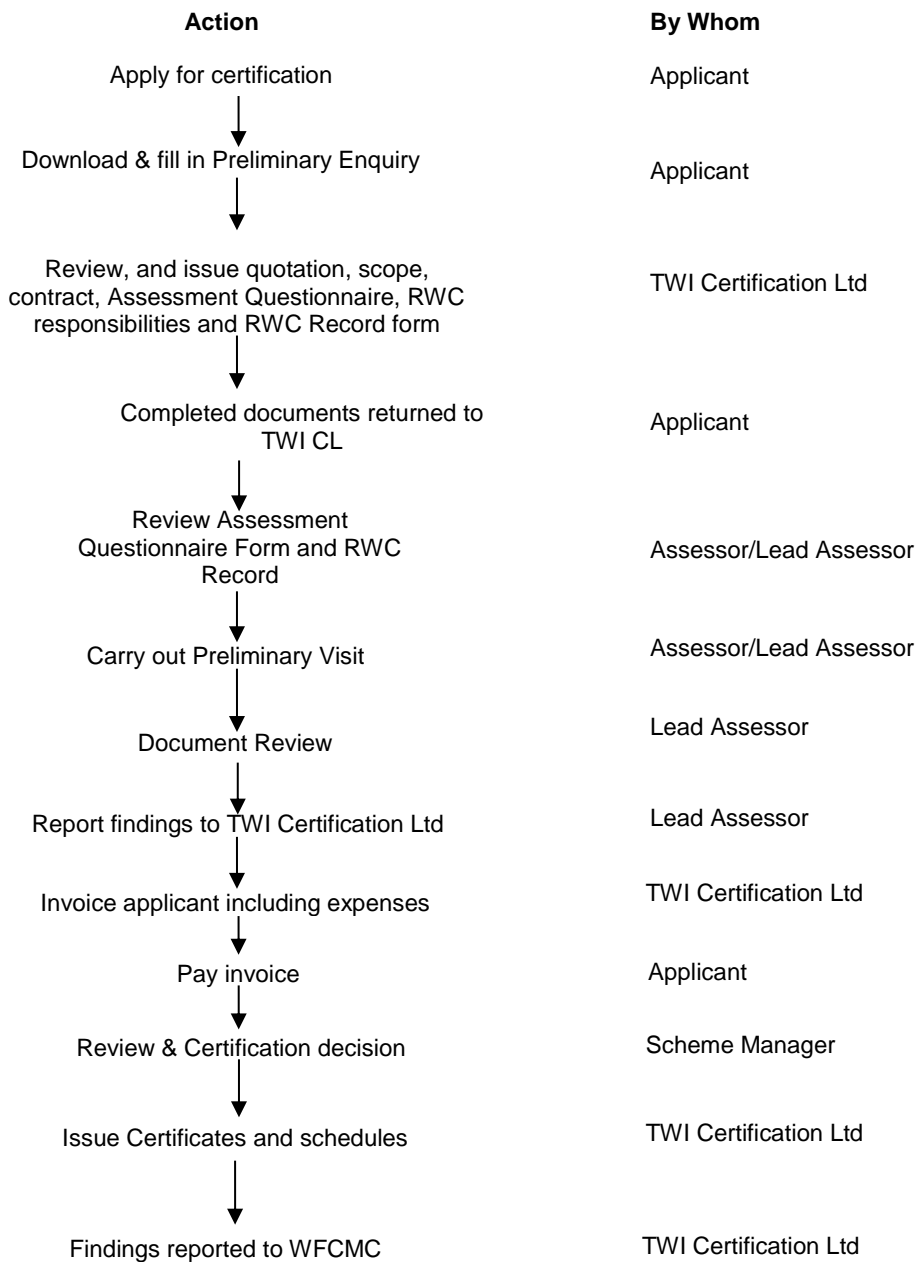 Action By Whom
Apply for certification Applicant
Download & fill in Preliminary Enquiry Applicant
Review, and issue quotation, scope,
contract, Assessment Questionnaire, RWC TWI Certification Ltd
responsibilities and RWC Record form
Completed documents returned to Applicant
TWI CL
Review Assessment
Questionnaire Form and RWC Assessor/Lead Assessor
Record
Carry out Preliminary Visit Assessor/Lead Assessor
Document Review Lead Assessor
Report findings to TWI Certification Ltd Lead Assessor
Invoice applicant including expenses TWI Certification Ltd
Pay invoice Applicant
Review & Certification decision Scheme Manager
Issue Certificates and schedules TWI Certification Ltd
Findings reported to WFCMC TWI Certification Ltd